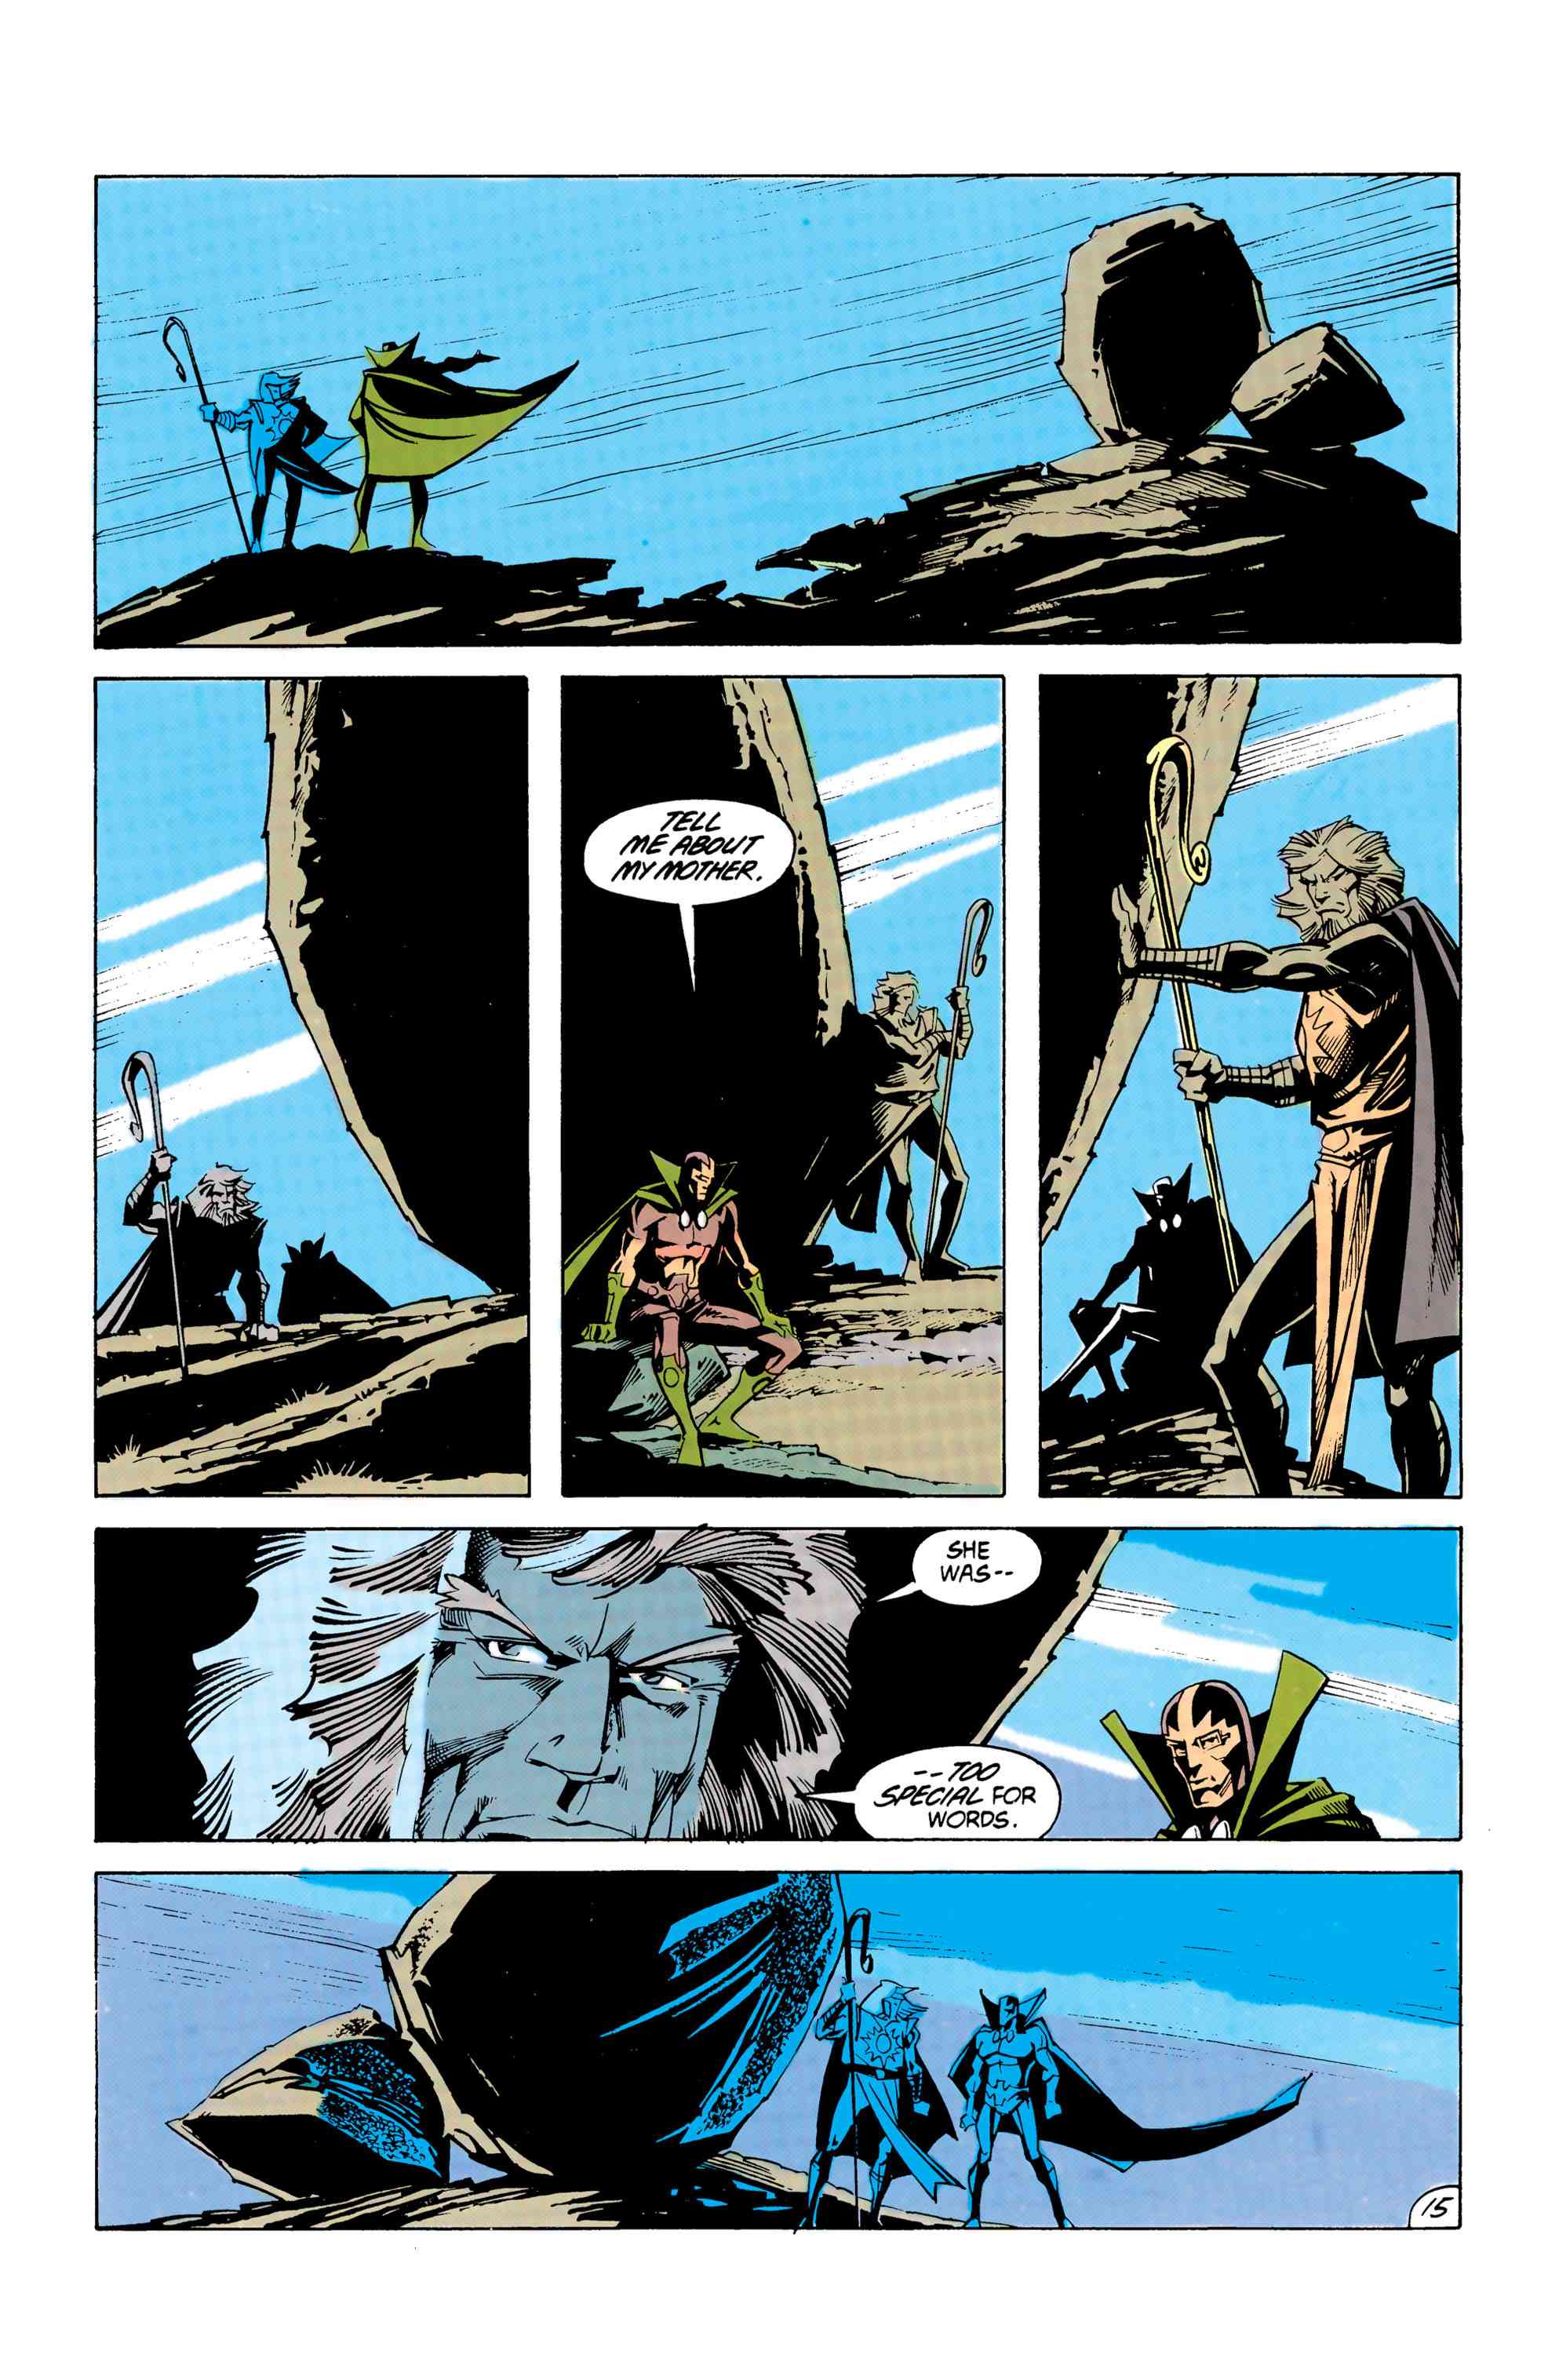 TELL
ME ABOUT
MY MOTHER.
SHE
WAS--
--TOO
SPECIAL FOR
WORDS.
15